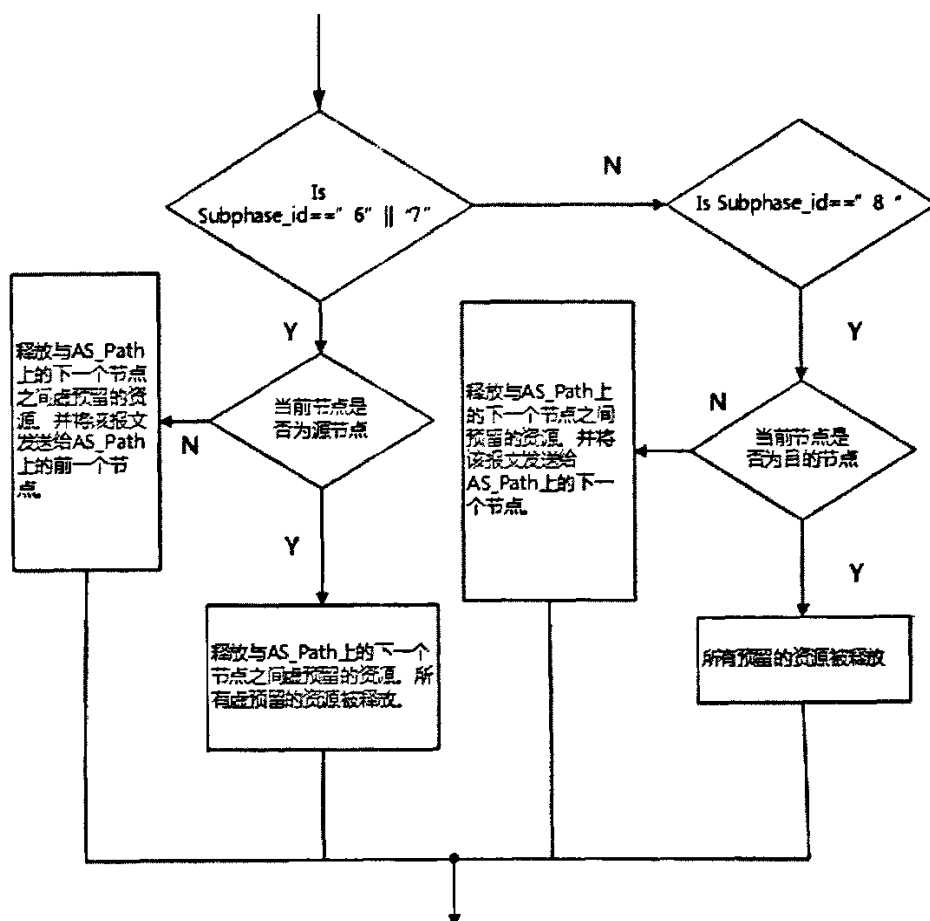 Is
Subphase_id==" 6" || "7"
N
Is Subphase_id==" 8 "
Y
Y
释放与AS_Path
上的下一个节点
之间虚预留的资
源，并将该报文
发送给AS_Path
上的前一个节
点。
N
当前节点是
否为源节点
释放与AS_Path上
的下一个节点之间
预留的资源，并将
该报文发送给
AS_Path上的下一
个节点。
N
当前节点是
否为目的节点
Y
Y
释放与AS_Path上的下一个
节点之间虚预留的资源，所
有虚预留的资源被释放。
所有预留的资源被释放